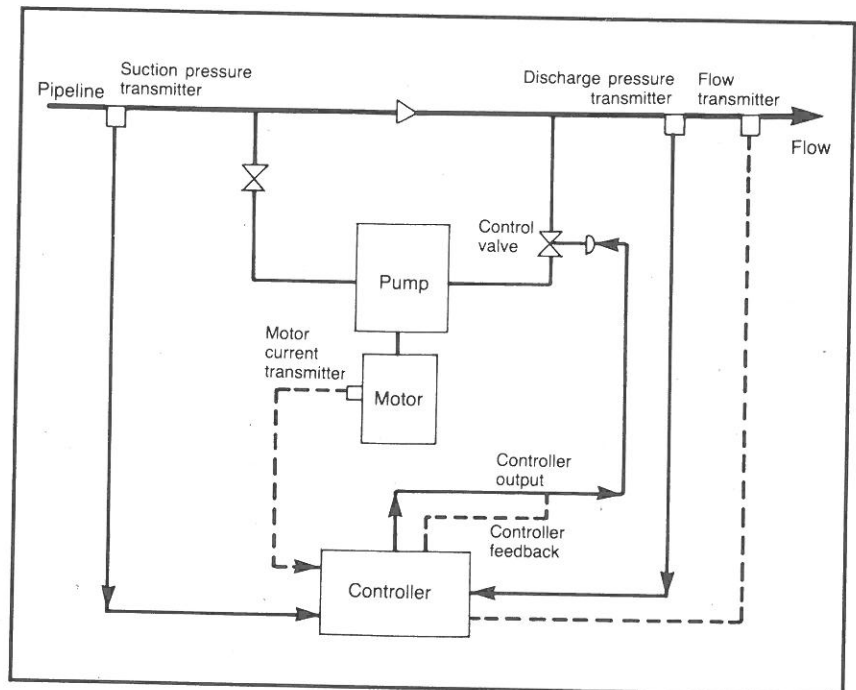 Suction pressure
transmitter
Pipeline
Discharge pressure
transmitter
Flow
transmitter
Flow
Control
valve
Pump
Motor
current
transmitter
Motor
Controller
output
Controller
feedback
Controller